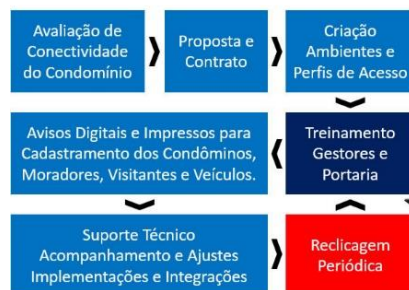 Avaliação de
Conectividade
do Condomínio
Proposta e
Contrato
Criação
Ambientes e
Perfis de Acesso
Avisos Digitais e Impressos para
Cadastramento dos Condôminos,
Moradores, Visitantes e Veículos.
Treinamento
Gestores e
Portaria
Suporte Técnico
Acompanhamento e Ajustes
Implementações e Integrações
Reclicagem
Periódica